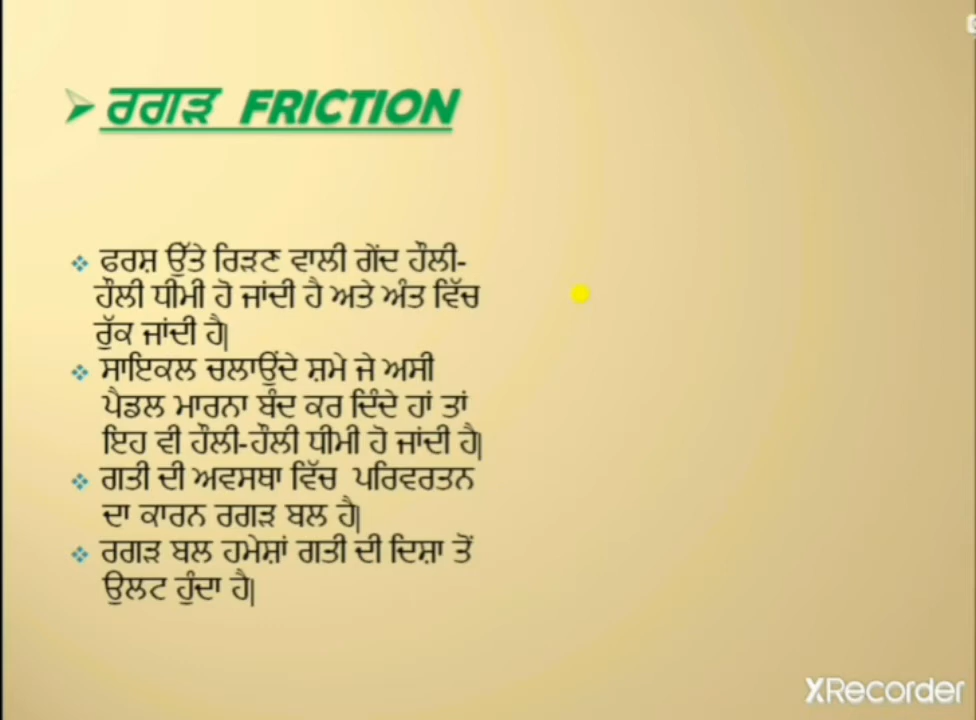 ਰਗੜ FRICTION
ਫਰਸ਼ ਉੱਤੇ ਰਿੜਣ ਵਾਲੀ ਗੇਂਦ ਹੌਲੀ-
ਹੌਲੀ ਧੀਮੀ ਹੋ ਜਾਂਦੀ ਹੈ ਅਤੇ ਅੰਤ ਵਿੱਚ
ਰੁੱਕ ਜਾਂਦੀ ਹੈ|
ਸਾਇਕਲ ਚਲਾਉਂਦੇ ਸ਼ਮੇ ਜੇ ਅਸੀ
ਪੈਡਲ ਮਾਰਨਾ ਬੰਦ ਕਰ ਦਿੰਦੇ ਹਾਂ ਤਾਂ
ਇਹ ਵੀ ਹੌਲੀ-ਹੌਲੀ ਧੀਮੀ ਹੋ ਜਾਂਦੀ ਹੈ|
ਗਤੀ ਦੀ ਅਵਸਥਾ ਵਿੱਚ ਪਰਿਵਰਤਨ
ਦਾ ਕਾਰਨ ਰਗੜ ਬਲ ਹੈ|
ਰਗੜ ਬਲ ਹਮੇਸ਼ਾਂ ਗਤੀ ਦੀ ਦਿਸ਼ਾ ਤੋਂ
ਉਲਟ ਹੁੰਦਾ ਹੈ|
XRecorder